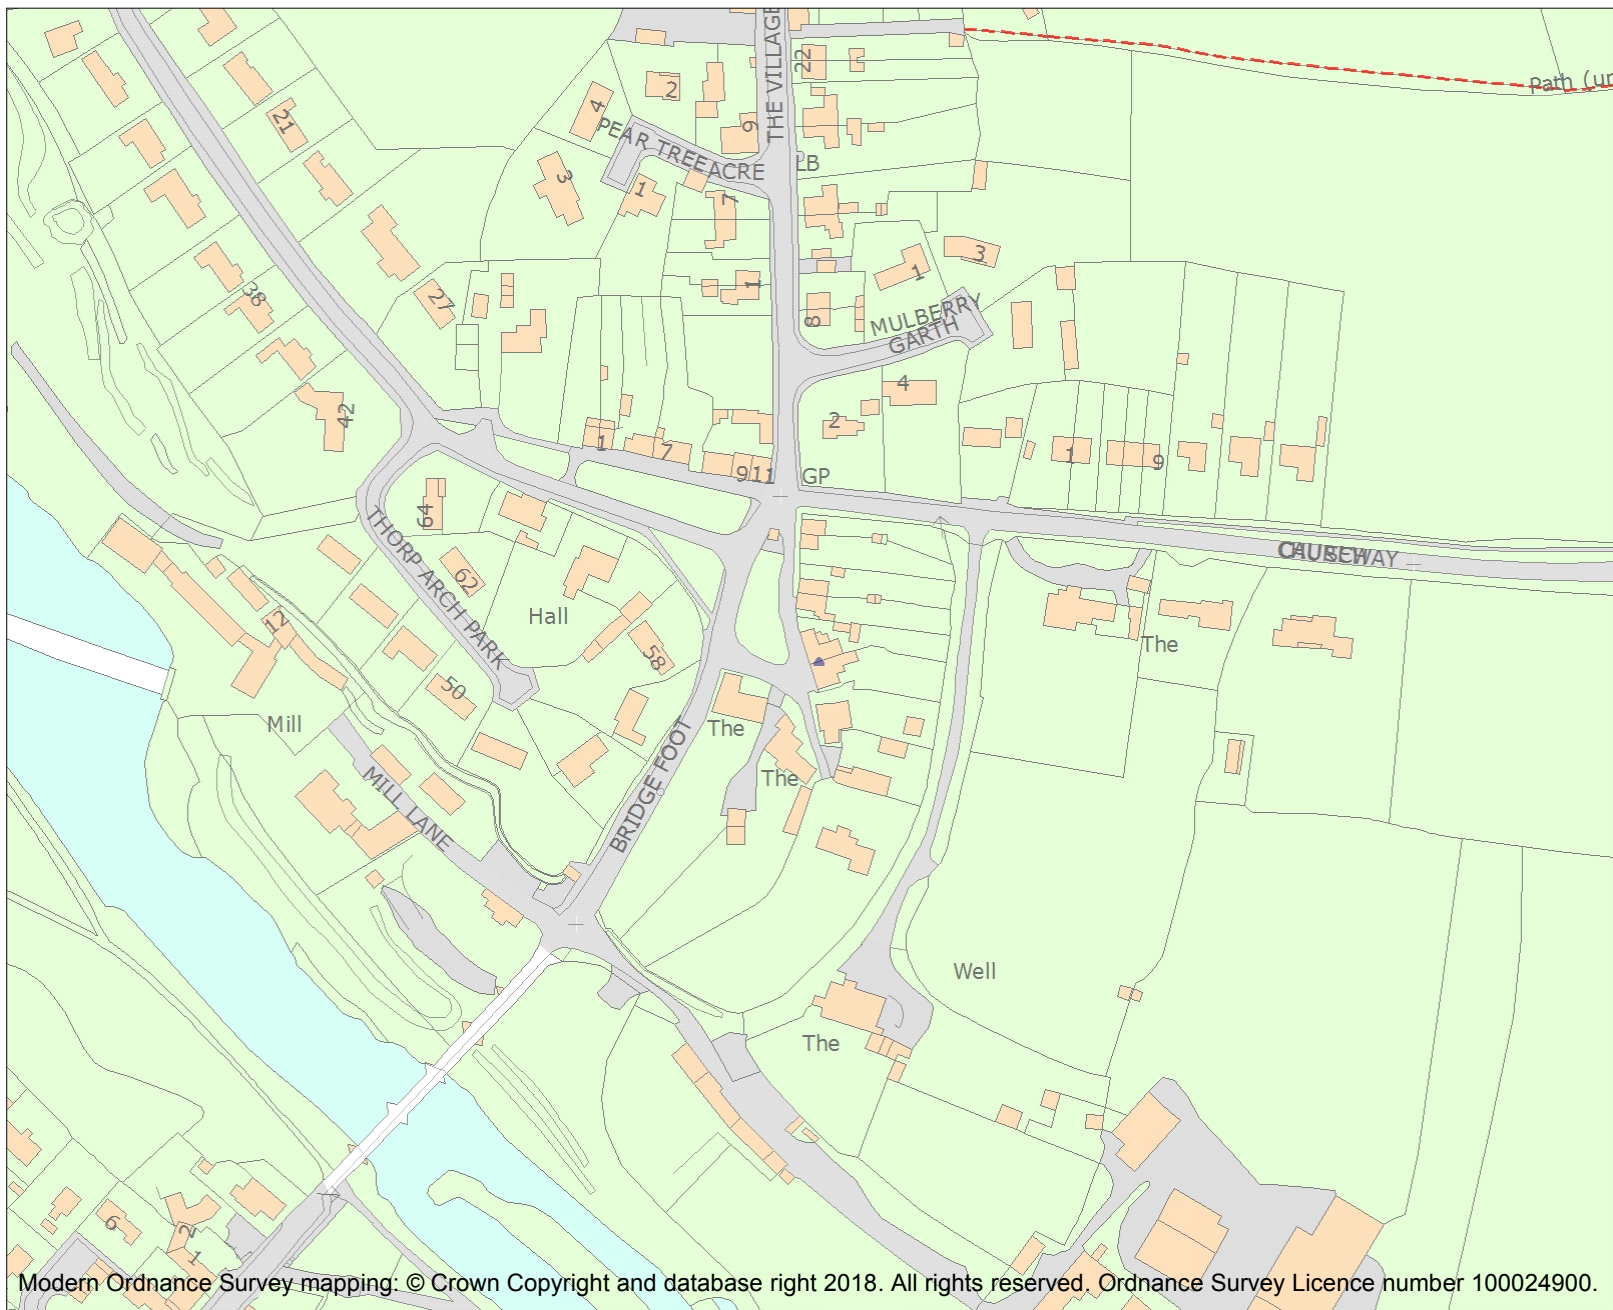 THE VILLAGE
22
2
4
9
21
PEAR TREE ACRE
LB
3
1
7
3
1
38
27
1
8
MULBERRY
GARTH
4
42
2
1
7
9 11
1
9
GP
64
THORP ARCH PARK
CAUSEWAY
62
Hall
12
The
58
50
Mill
BRIDGE FOOT
The
The
MILL LANE
Well
The
6
2
1
Modern Ordnance Survey mapping: © Crown Copyright and database right 2018. All rights reserved. Ordnance Survey Licence number 100024900.